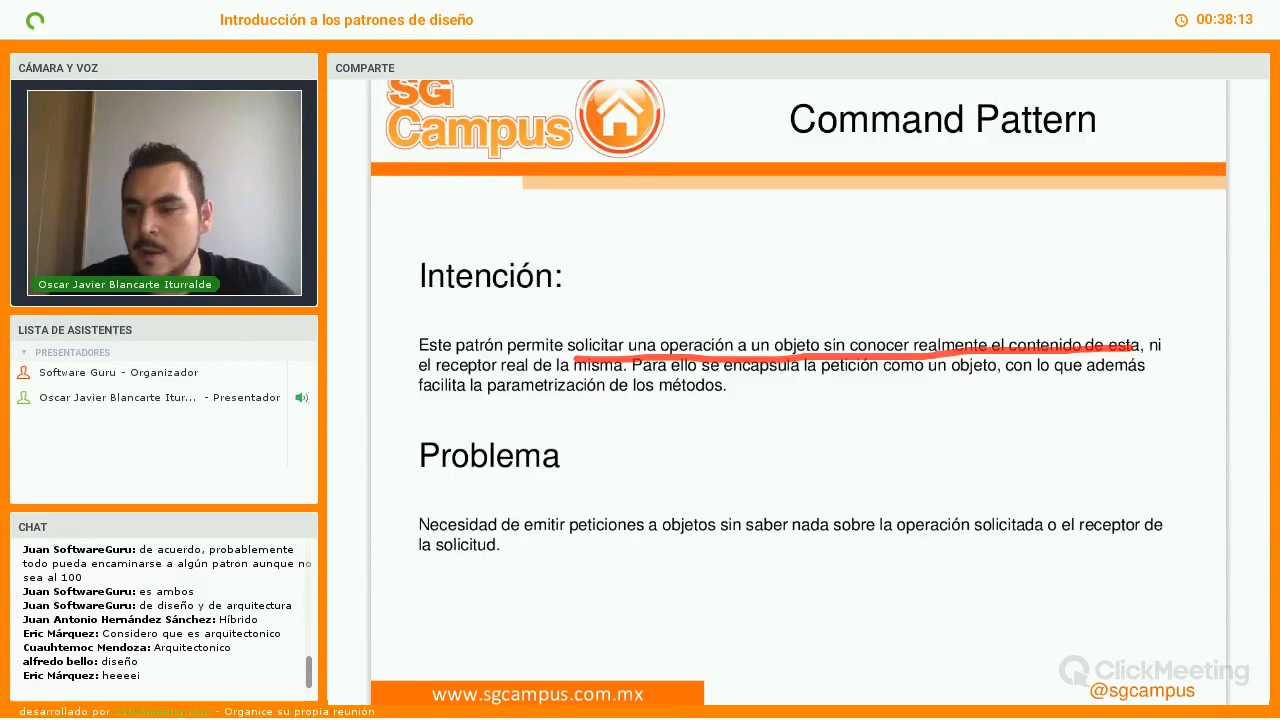 Introducción a los patrones de diseño
00:38:13
CÁMARA Y VOZ
Oscar Javier Blancarte Iturralde
LISTA DE ASISTENTES
PRESENTADORES
Software Guru - Organizador
Oscar Javier Blancarte Itur... - Presentador
CHAT
Juan SoftwareGuru: de acuerdo, probablemente
todo pueda encaminarse a algún patron aunque no
sea al 100
Juan SoftwareGuru: es ambos
Juan SoftwareGuru: de diseño y de arquitectura
Juan Antonio Hernández Sánchez: Híbrido
Eric Márquez: Considero que es arquitectonico
Cuauhtemoc Mendoza: Arquitectonico
alfredo bello: diseño
Eric Márquez: heeeei
desarrollado por ClickMeeting.com - Organice su propia reunión
COMPARTE
SG
Campus
Command Pattern
Intención:
Este patrón permite solicitar una operación a un objeto sin conocer realmente el contenido de esta, ni
el receptor real de la misma. Para ello se encapsula la petición como un objeto, con lo que además
facilita la parametrización de los métodos.
Problema
Necesidad de emitir peticiones a objetos sin saber nada sobre la operación solicitada o el receptor de
la solicitud.
www.sgcampus.com.mx
ClickMeeting
@sgcampus